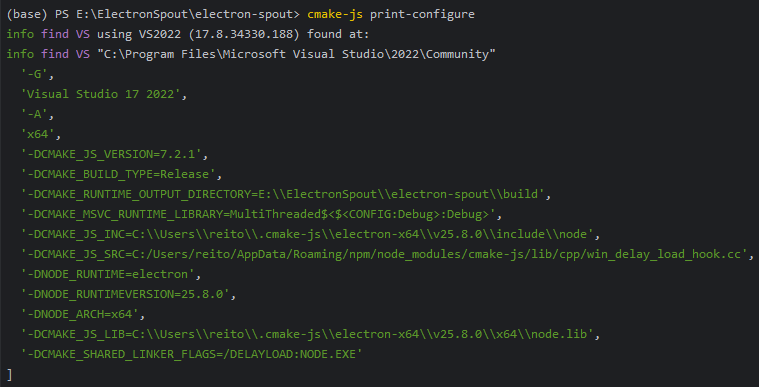 (base) PS E:\ElectronSpout\electron-spout> cmake-js print-configure
info find VS using VS2022 (17.8.34330.188) found at:
info find VS "C:\Program Files\Microsoft Visual Studio\2022\Community"
'-G',
'Visual Studio 17 2022',
'-A',
'x64',
'-DCMAKE_JS_VERSION=7.2.1',
'-DCMAKE_BUILD_TYPE=Release',
'-DCMAKE_RUNTIME_OUTPUT_DIRECTORY=E:\\ElectronSpout\\electron-spout\\build',
'-DCMAKE_MSVC_RUNTIME_LIBRARY=MultiThreaded$<$<CONFIG:Debug>:Debug>',
'-DCMAKE_JS_INC=C:\\Users\\reito\\.cmake-js\\electron-x64\\v25.8.0\\include\\node',
'-DCMAKE_JS_SRC=C:/Users/reito/AppData/Roaming/npm/node_modules/cmake-js/lib/cpp/win_delay_load_hook.cc',
'-DNODE_RUNTIME=electron',
'-DNODE_RUNTIMEVERSION=25.8.0',
'-DNODE_ARCH=x64',
'-DCMAKE_JS_LIB=C:\\Users\\reito\\.cmake-js\\electron-x64\\v25.8.0\\x64\\node.lib',
'-DCMAKE_SHARED_LINKER_FLAGS=/DELAYLOAD:NODE.EXE'
]